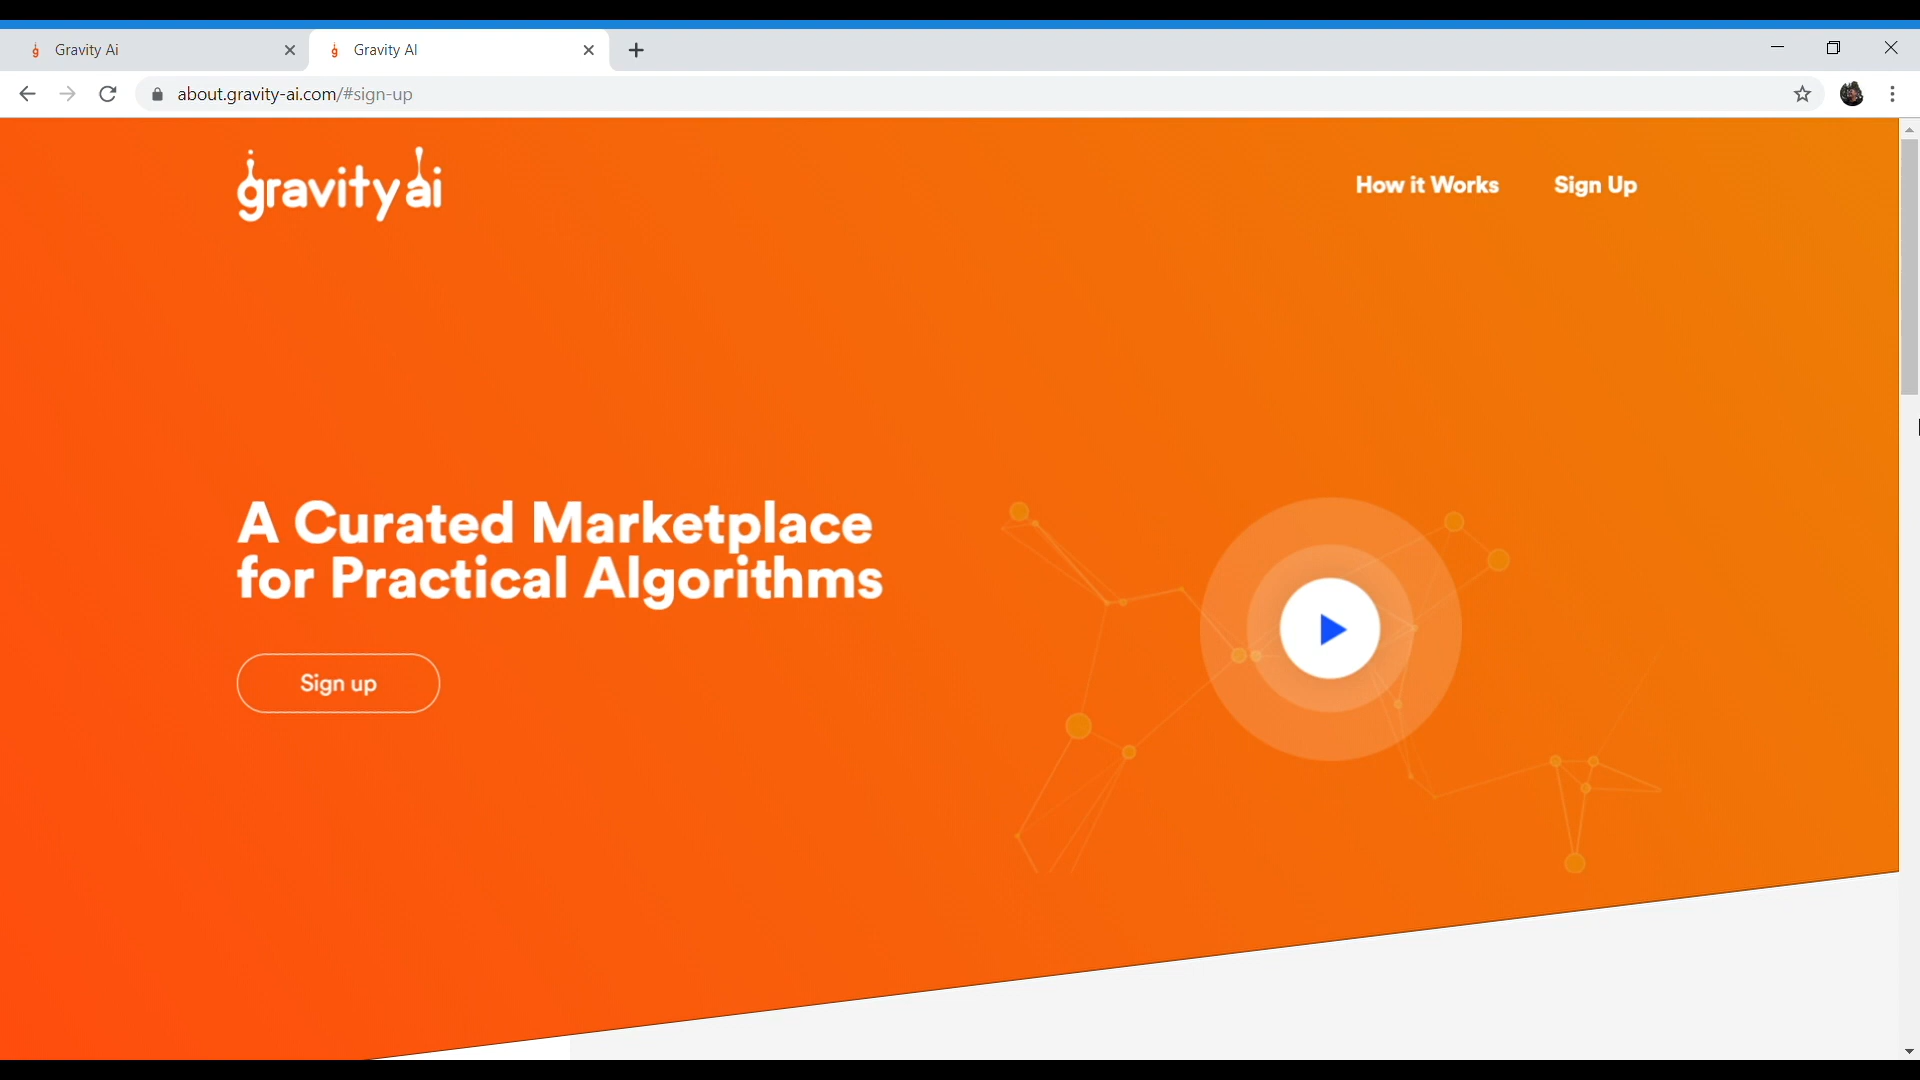 Gravity Ai
Gravity AI
about.gravity-ai.com/#sign-up
gravity ai
How it Works
Sign Up
A Curated Marketplace
for Practical Algorithms
Sign up